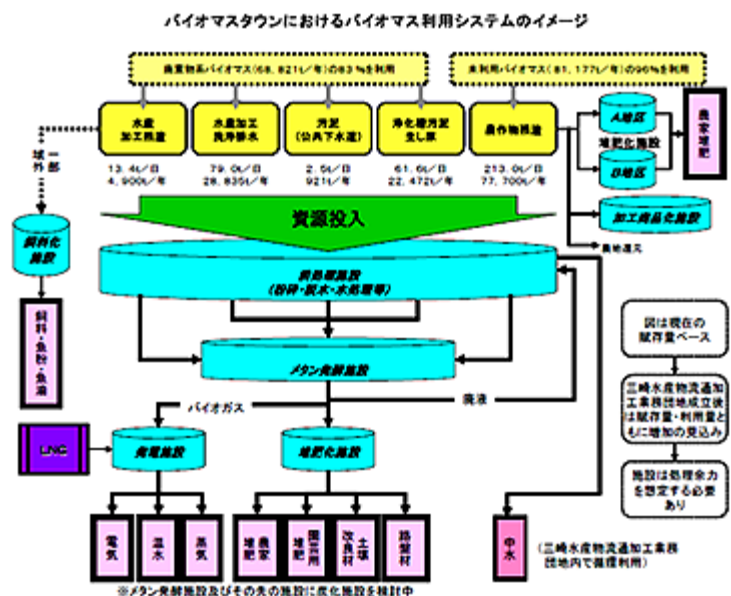 バイオマスタウンにおけるバイオマス利用システムのイメージ
廃棄物系バイオマス(68,821t/年)の83%を利用
未利用バイオマス(81,177t/年)の96%を利用
水産
加工残渣
水産加工
洗浄排水
汚泥
(公共下水道)
浄化槽汚泥
生し尿
農作物残渣
A地区
堆肥化施設
B地区
農家堆肥
13.4t/日
4,900t/年
79.0t/日
28,835t/年
2.5t/日
921t/年
61.6t/日
22,472t/年
213.0t/日
77,700t/年
一部
域外
資源投入
加工商品化施設
農地還元
飼料化
施設
前処理施設
(粉砕・脱水・水処理等)
飼料・魚粉・魚油
メタン発酵施設
図は現在の
賦存量ベース
三崎水産物流通加
工業務団地成立後
は賦存量・利用量と
もに増加の見込み
施設は処理余力
を想定する必要
あり
バイオガス
廃液
LNG
発電施設
堆肥化施設
電気
温水
蒸気
農家
堆肥
園芸用
堆肥
土壌
改良材
路盤材
中水
(三崎水産物流通加工業務
団地内で循環利用)
※メタン発酵施設及びその先の施設に炭化施設を検討中